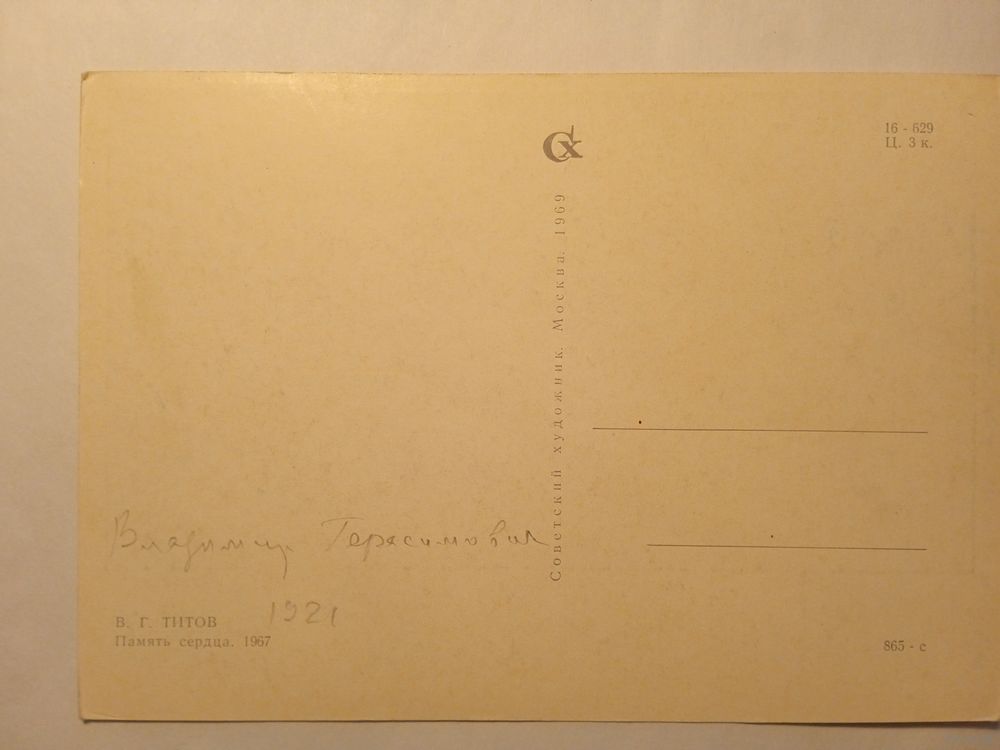 Владимир Герасимович
В. Г. ТИТОВ 1921
Память сердца. 1967
Советский художник. Москва. 1969
Сх
16 - 629
Ц. 3 к.
865 - с